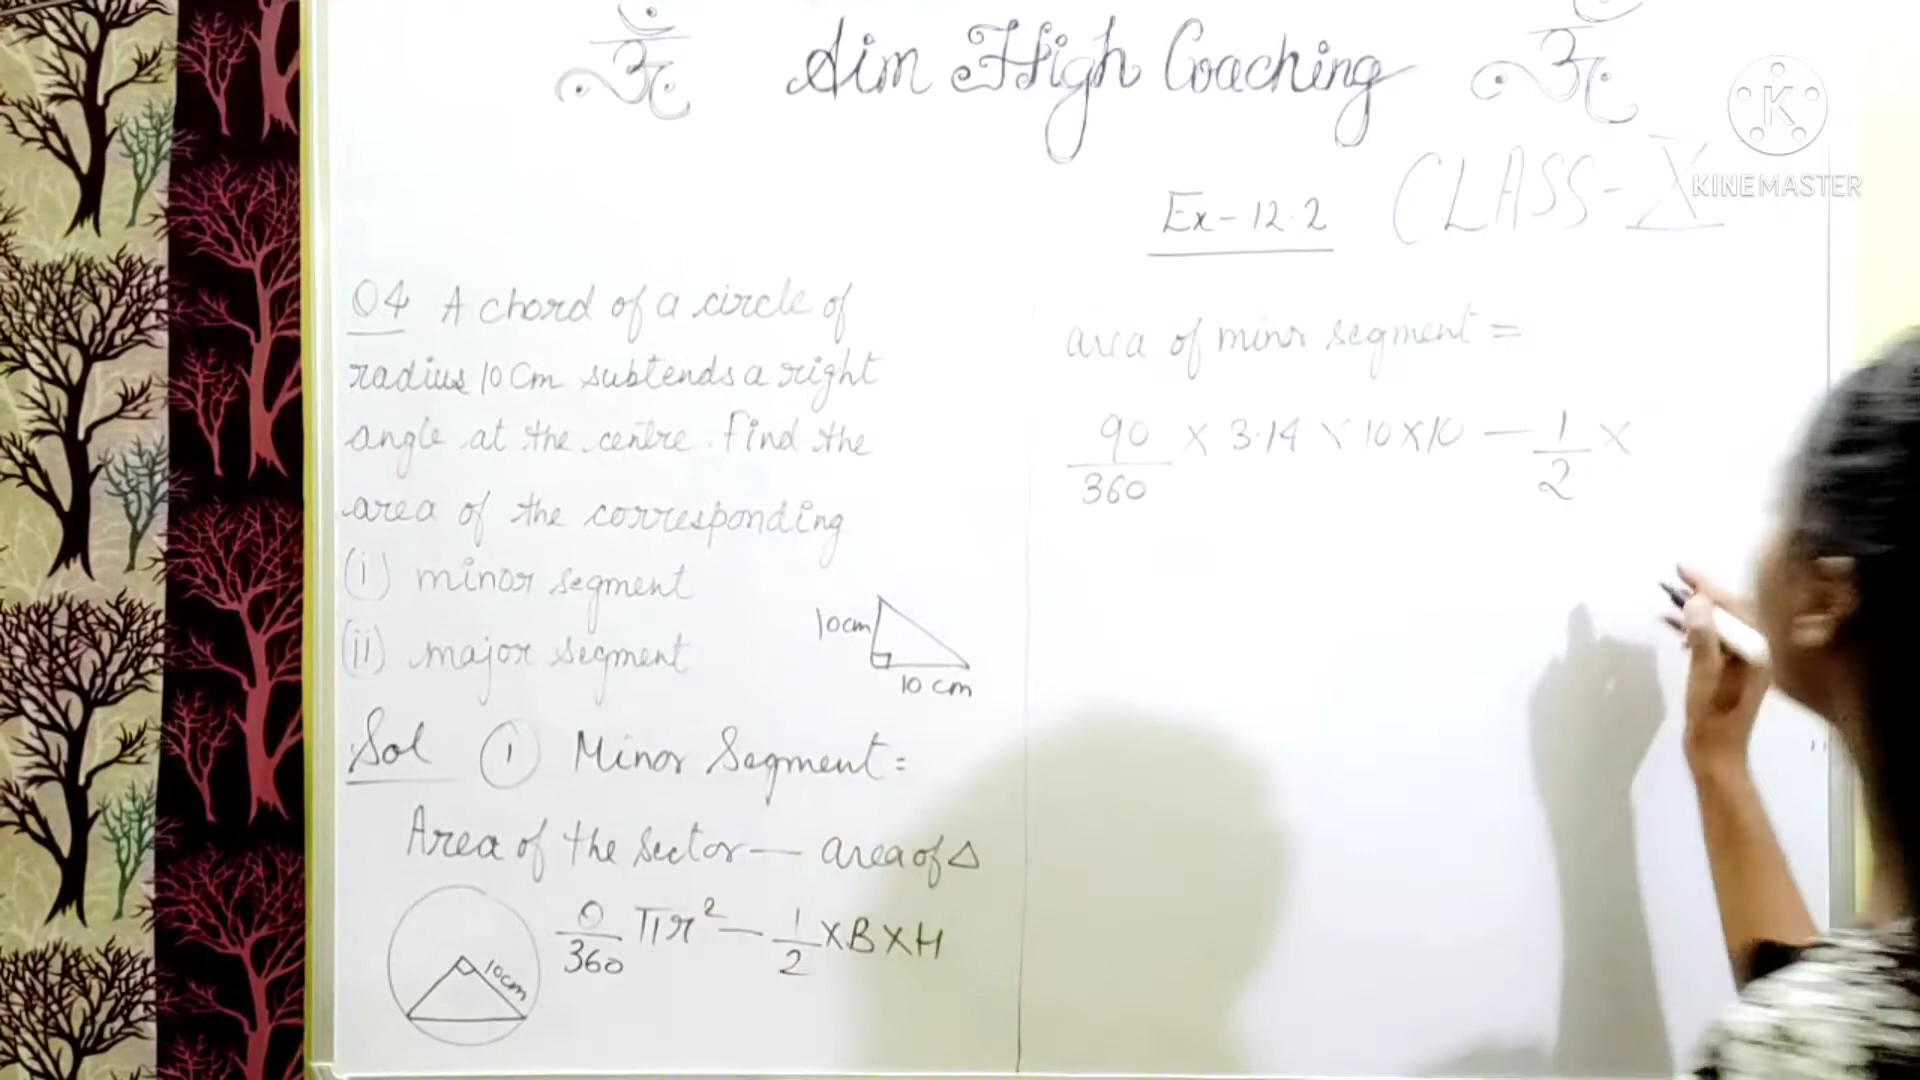 ॐ Aim High Coaching ॐ
KINEMASTER
Ex-12.2 CLASS-X
Q4 A chord of a circle of
radius 10 cm subtends a right
angle at the centre. Find the
area of the corresponding
(i) minor segment
(ii) major segment
10cm
10 cm
Sol ① Minor Segment =
Area of the sector — area of Δ
θ/360 πr² — 1/2 × B × H
10cm
area of minor segment =
90/360 × 3.14 × 10 × 10 — 1/2 ×